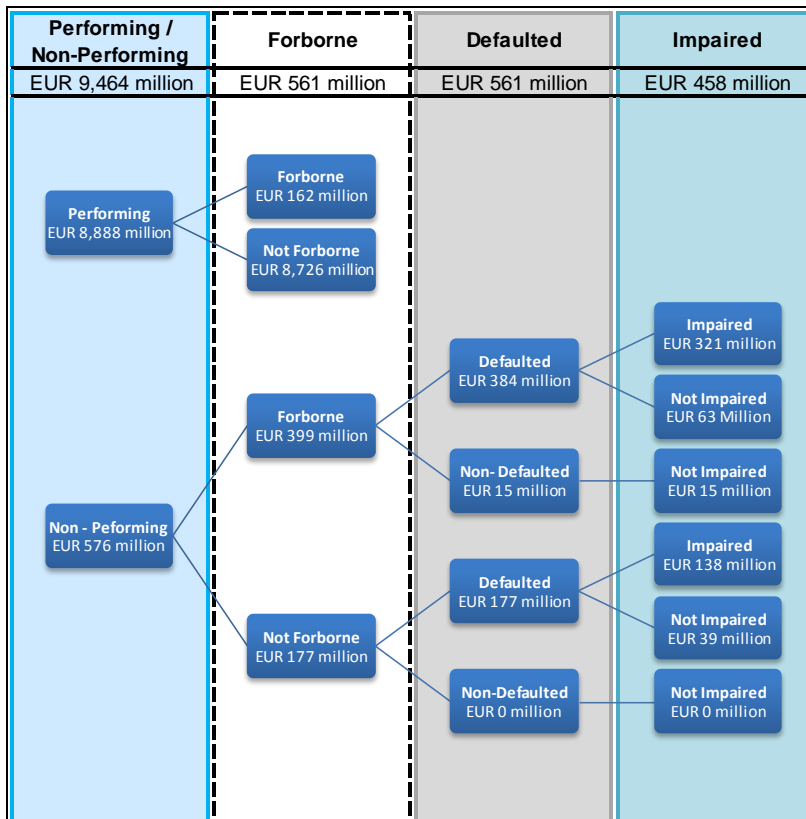 Performing /
Non-Performing
Forborne
Defaulted
Impaired
EUR 9,464 million
EUR 561 million
EUR 561 million
EUR 458 million
Performing
EUR 8,888 million
Forborne
EUR 162 million
Not Forborne
EUR 8,726 million
Non - Peforming
EUR 576 million
Forborne
EUR 399 million
Defaulted
EUR 384 million
Impaired
EUR 321 million
Not Impaired
EUR 63 Million
Non- Defaulted
EUR 15 million
Not Impaired
EUR 15 million
Not Forborne
EUR 177 million
Defaulted
EUR 177 million
Impaired
EUR 138 million
Not Impaired
EUR 39 million
Non-Defaulted
EUR 0 million
Not Impaired
EUR 0 million